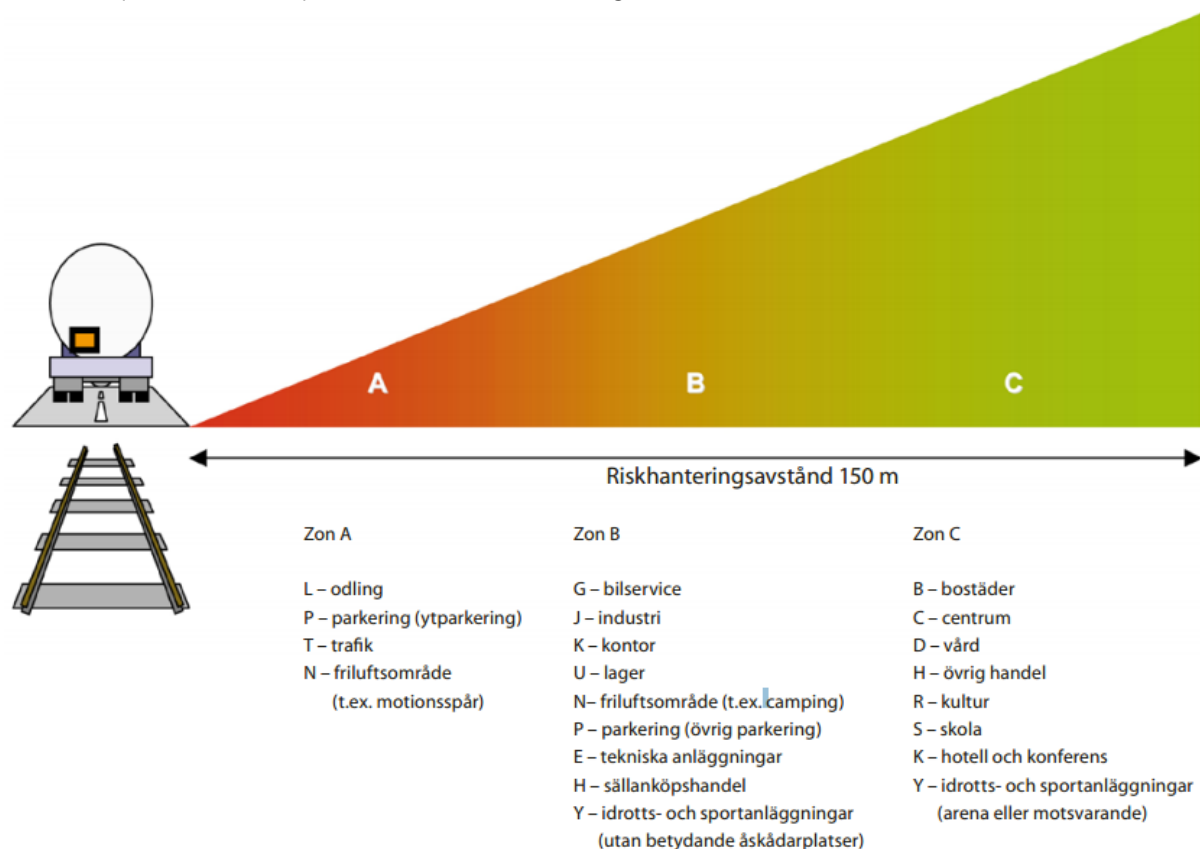 A
B
C
Riskhanteringsavstånd 150 m
Zon A
L – odling
P – parkering (ytparkering)
T – trafik
N – friluftsområde
(t.ex. motionsspår)
Zon B
G – bilservice
J – industri
K – kontor
U – lager
N– friluftsområde (t.ex. camping)
P – parkering (övrig parkering)
E – tekniska anläggningar
H – sällanköpshandel
Y – idrotts- och sportanläggningar
(utan betydande åskådarplatser)
Zon C
B – bostäder
C – centrum
D – vård
H – övrig handel
R – kultur
S – skola
K – hotell och konferens
Y – idrotts- och sportanläggningar
(arena eller motsvarande)